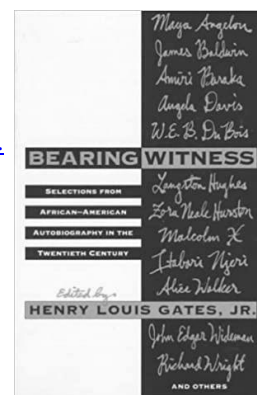 Maya Angelou
James Baldwin
Amiri Baraka
Angela Davis
W.E.B. Du Bois
BEARING WITNESS
SELECTIONS FROM
AFRICAN–AMERICAN
AUTOBIOGRAPHY IN THE
TWENTIETH CENTURY
Langston Hughes
Zora Neale Hurston
Malcolm X
Itabari Njeri
Alice Walker
Edited by
HENRY LOUIS GATES, JR.
John Edgar Wideman
Richard Wright
AND OTHERS